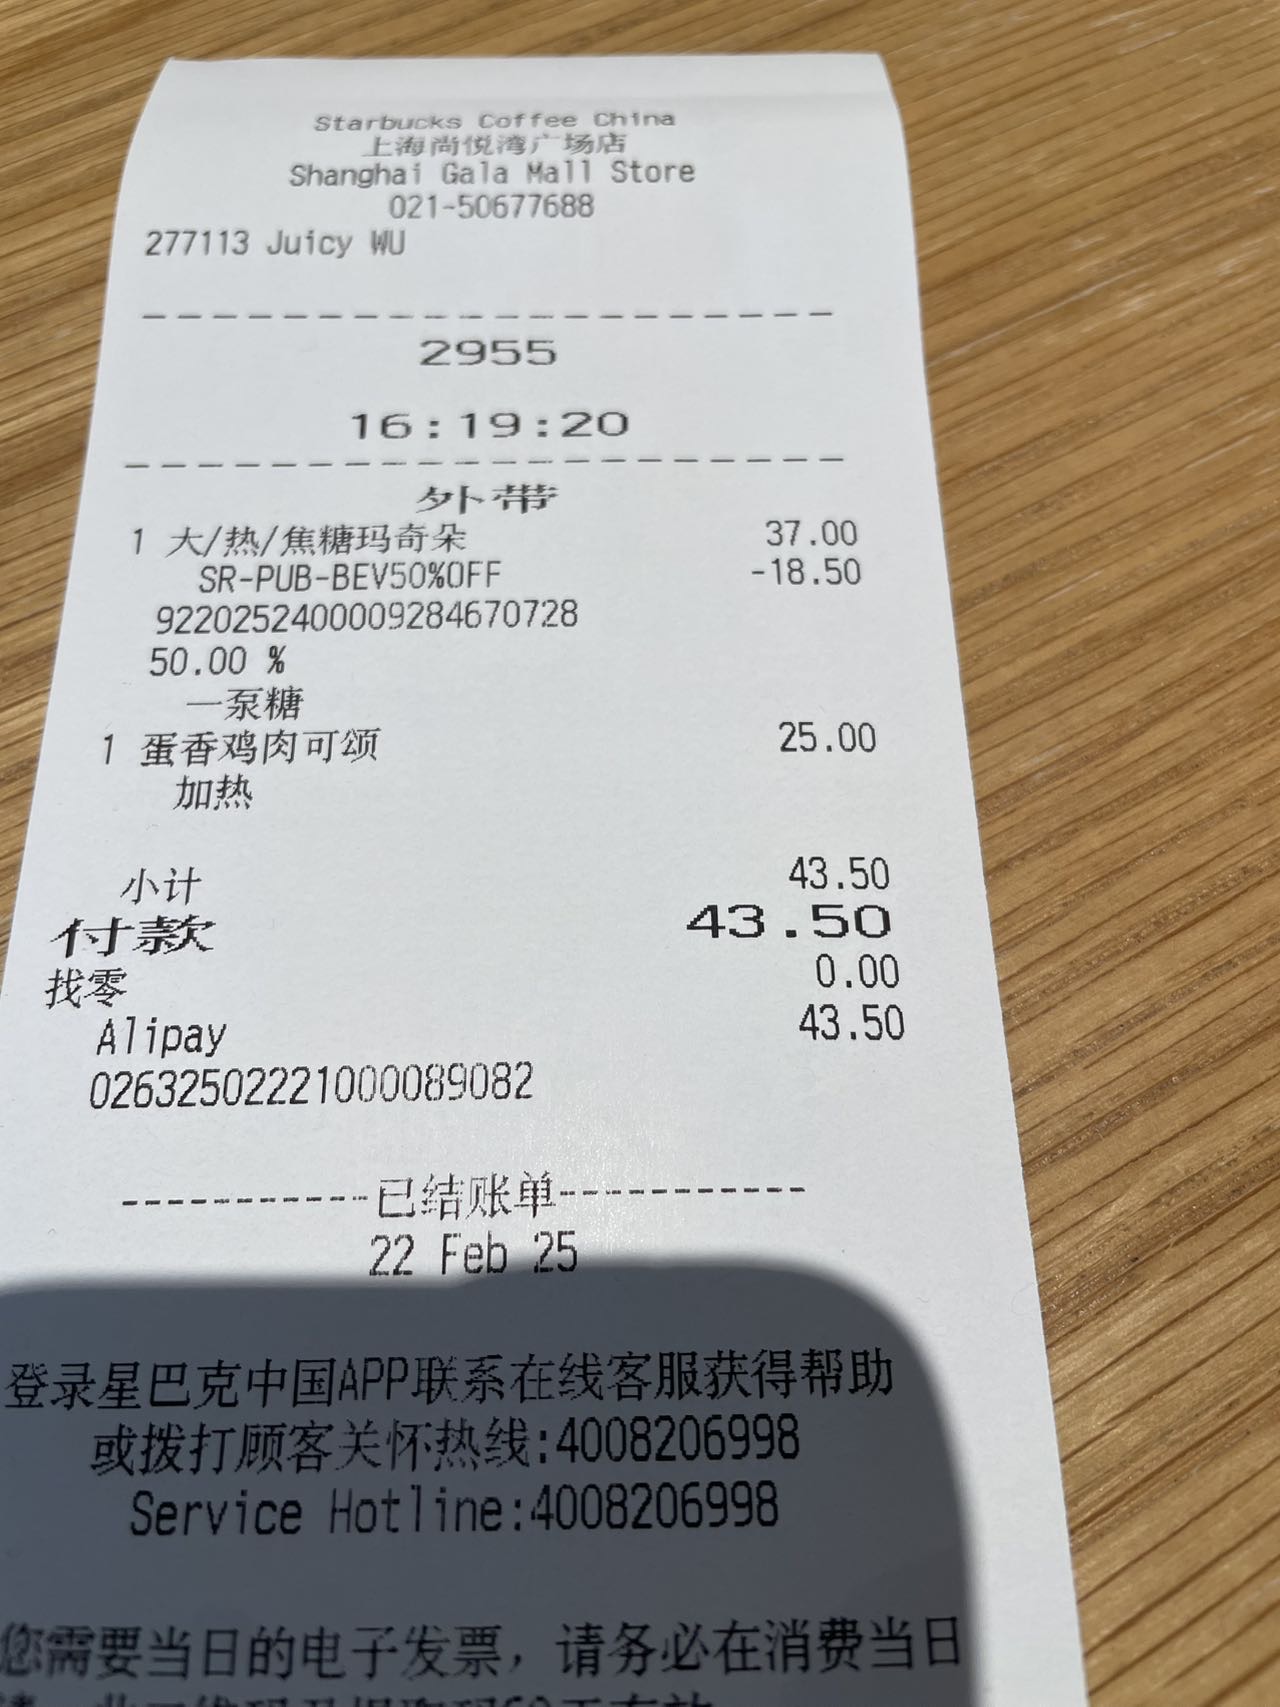 Starbucks Coffee China
上海尚悦湾广场店
Shanghai Gala Mall Store
021-50677688
277113 Juicy WU
--------------------
2955
16:19:20
--------------------
外带
1 大/热/焦糖玛奇朵 37.00
SR-PUB-BEV50%OFF -18.50
9220252400009284670728
50.00 %
一泵糖
1 蛋香鸡肉可颂 25.00
加热
小计 43.50
付款 43.50
找零 0.00
Alipay 43.50
02632502221000089082
-----------已结账单-----------
22 Feb 25
登录星巴克中国APP联系在线客服获得帮助
或拨打顾客关怀热线:4008206998
Service Hotline:4008206998
您需要当日的电子发票，请务必在消费当日